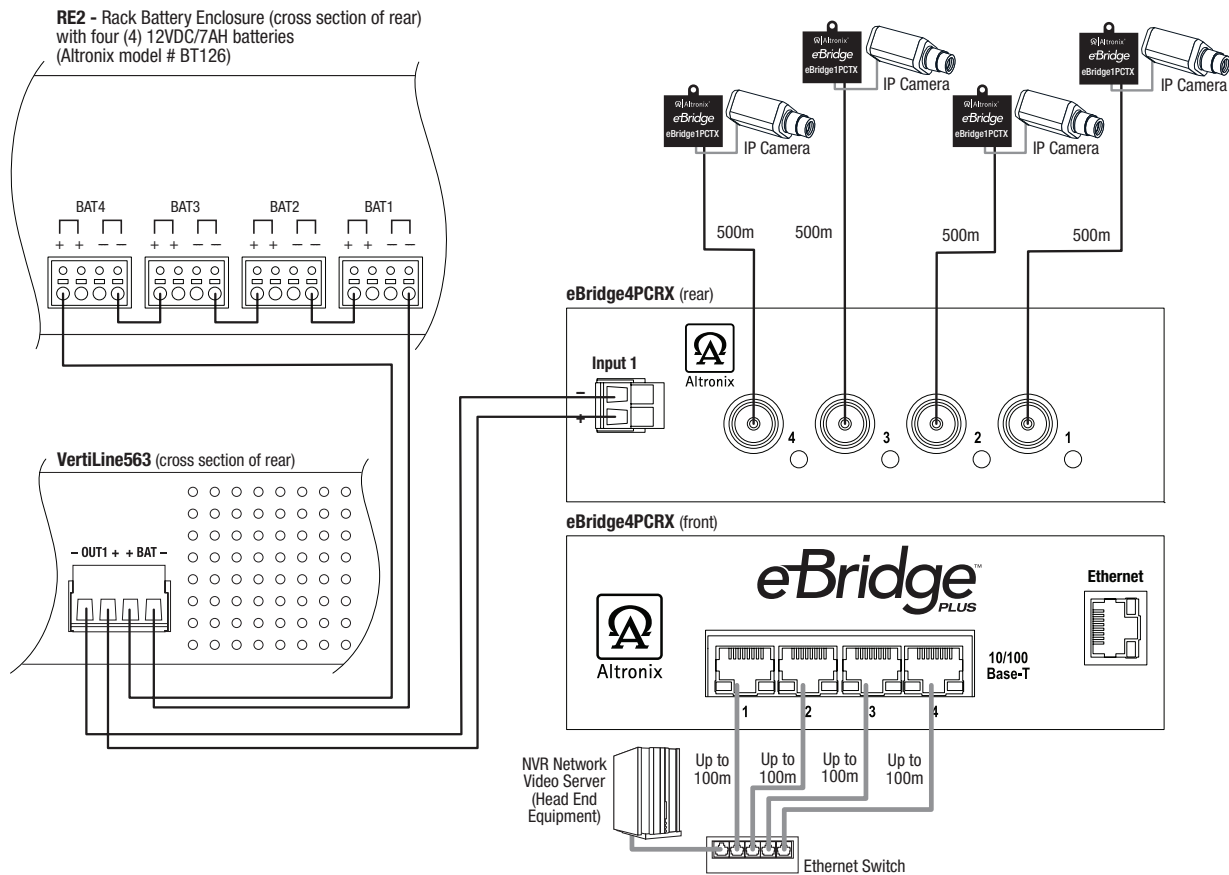 RE2 - Rack Battery Enclosure (cross section of rear)
with four (4) 12VDC/7AH batteries
(Altronix model # BT126)
BAT4
BAT3
BAT2
BAT1
+ + – –
+ + – –
+ + – –
+ + – –
VertiLine563 (cross section of rear)
– OUT1 + + BAT –
Altronix
eBridge
eBridge1PCTX
IP Camera
Altronix
eBridge
eBridge1PCTX
IP Camera
Altronix
eBridge
eBridge1PCTX
IP Camera
Altronix
eBridge
eBridge1PCTX
IP Camera
500m
500m
500m
500m
eBridge4PCRX (rear)
Input 1
–
+
Altronix
4
3
2
1
eBridge4PCRX (front)
Altronix
eBridge™
PLUS
Ethernet
10/100
Base-T
1
2
3
4
NVR Network
Video Server
(Head End
Equipment)
Up to
100m
Up to
100m
Up to
100m
Up to
100m
Ethernet Switch